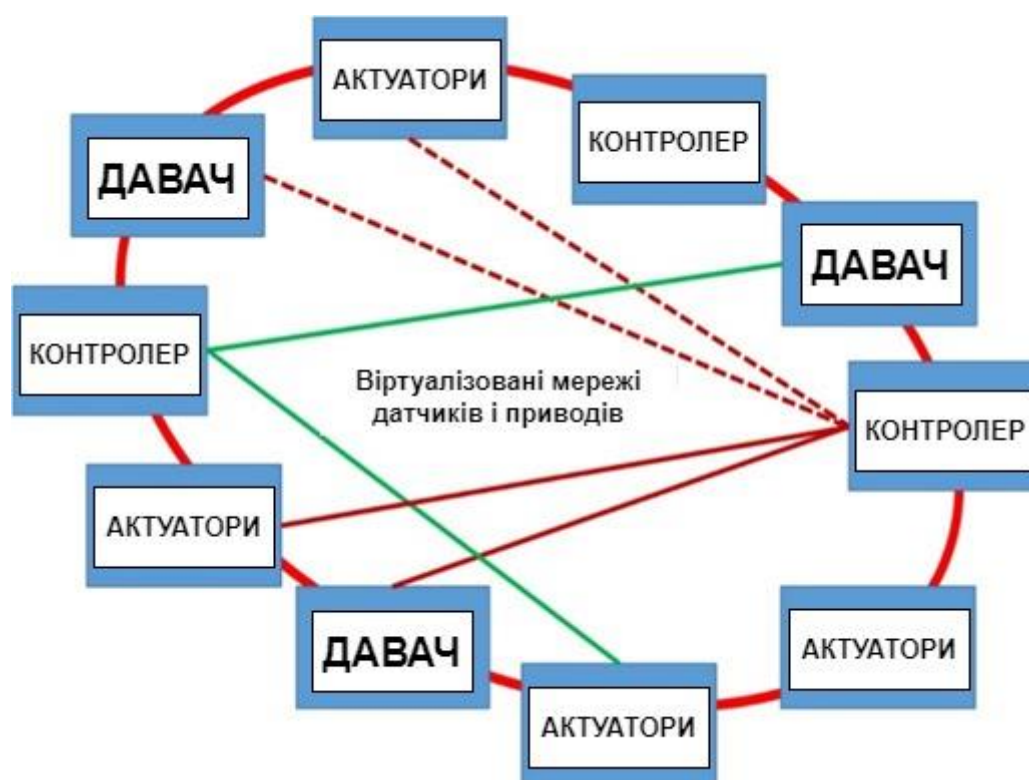 АКТУАТОРИ
КОНТРОЛЕР
ДАВАЧ
ДАВАЧ
КОНТРОЛЕР
Віртуалізовані мережі
датчиків і приводів
КОНТРОЛЕР
АКТУАТОРИ
ДАВАЧ
АКТУАТОРИ
АКТУАТОРИ